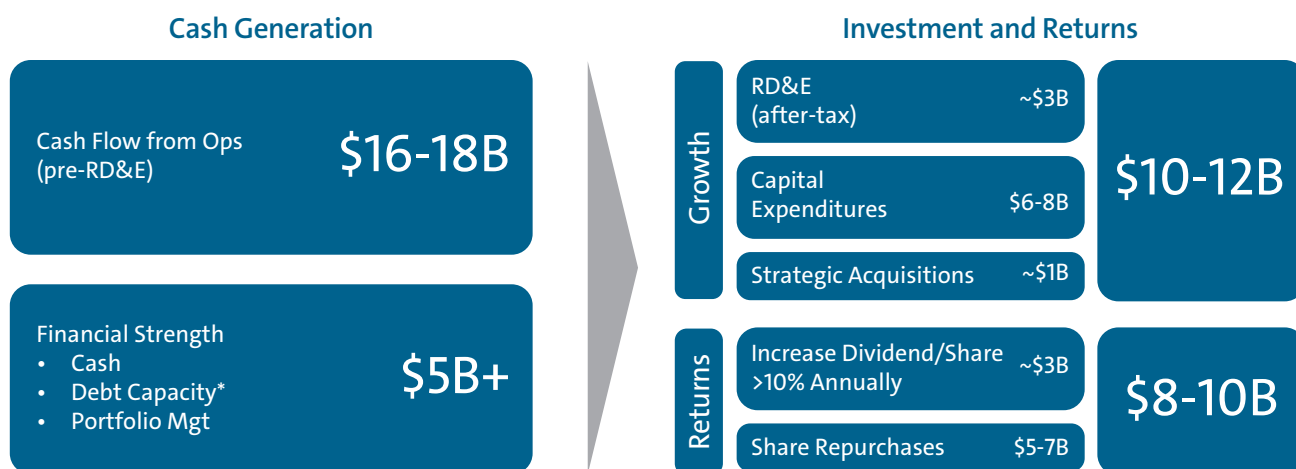 Cash Generation
Cash Flow from Ops
(pre-RD&E)
$16-18B
Financial Strength
• Cash
• Debt Capacity*
• Portfolio Mgt
$5B+
Investment and Returns
Growth
RD&E
(after-tax)
~$3B
Capital
Expenditures
$6-8B
Strategic Acquisitions
~$1B
$10-12B
Returns
Increase Dividend/Share
>10% Annually
~$3B
Share Repurchases
$5-7B
$8-10B